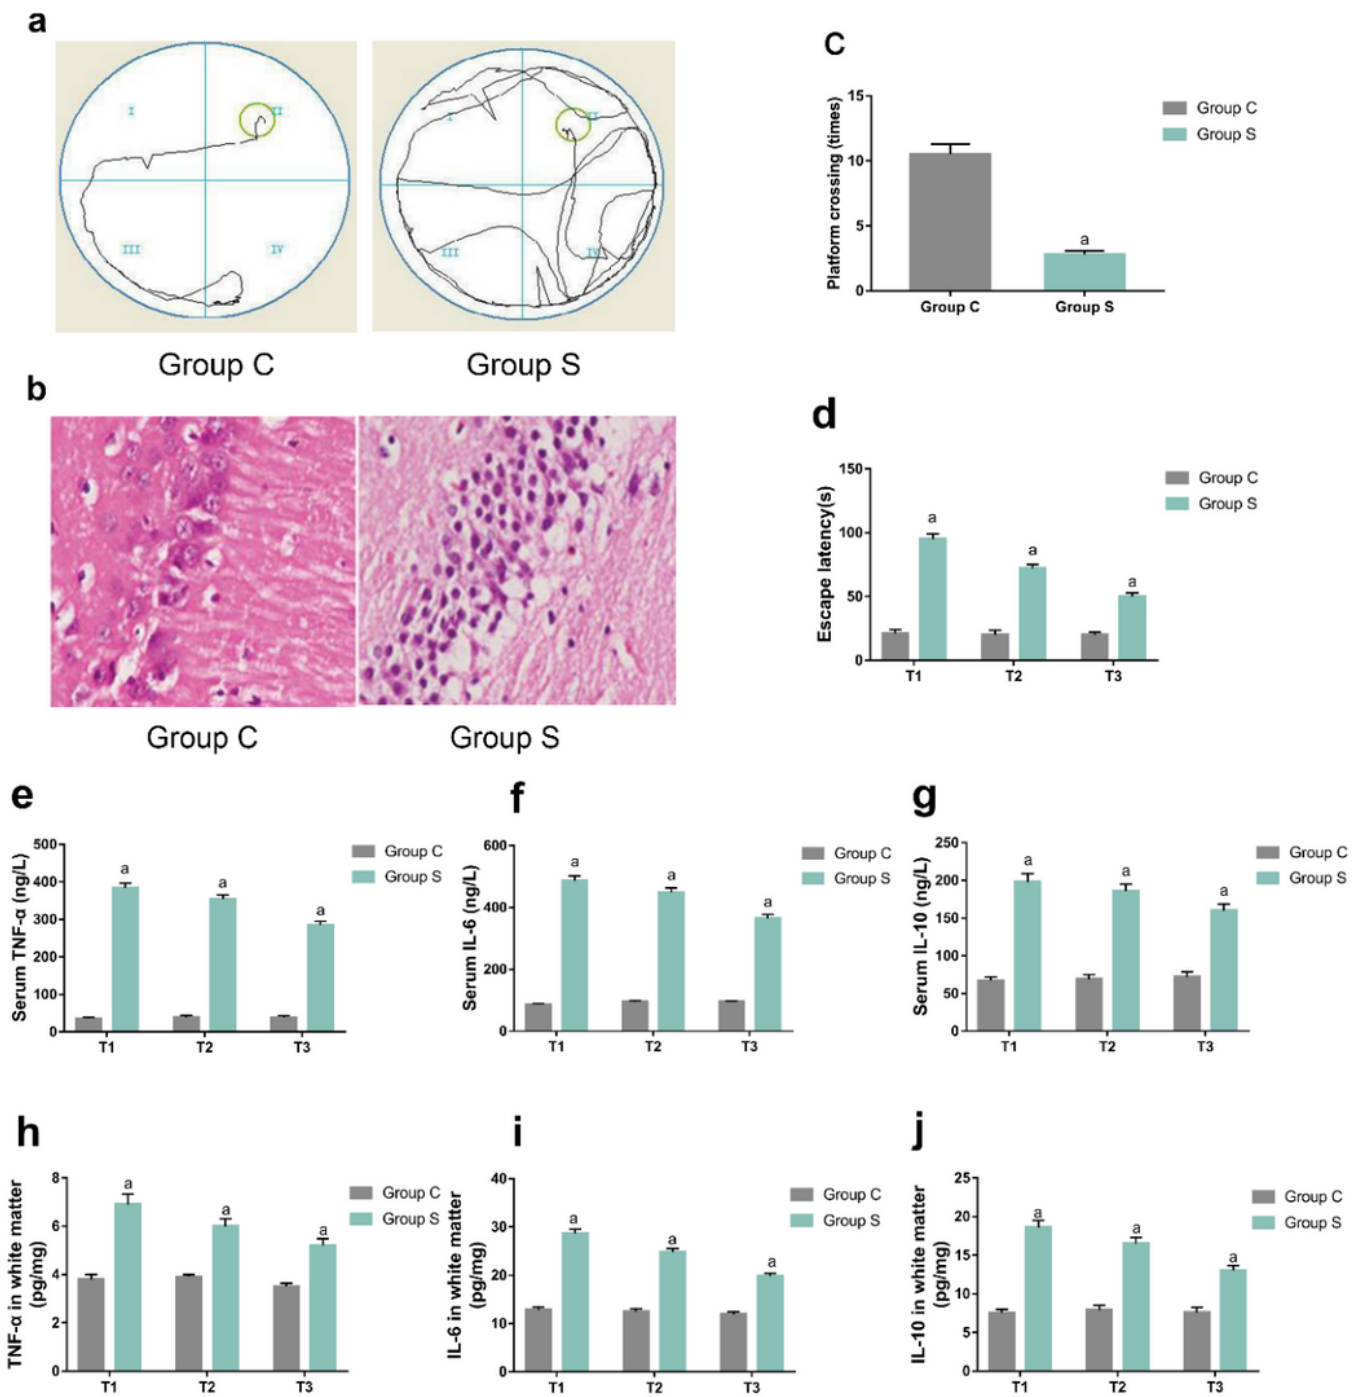 a
I
II
III
IV
I
II
III
IV
Group C
Group S
b
Group C
Group S
c
Platform crossing (times)
15
10
5
0
a
Group C
Group S
Group C
Group S
d
Escape latency(s)
150
100
50
0
a
a
a
T1
T2
T3
Group C
Group S
e
Serum TNF-α (ng/L)
500
400
300
200
100
0
a
a
a
T1
T2
T3
Group C
Group S
f
Serum IL-6 (ng/L)
600
400
200
0
a
a
a
T1
T2
T3
Group C
Group S
g
Serum IL-10 (ng/L)
250
200
150
100
50
0
a
a
a
T1
T2
T3
Group C
Group S
h
TNF-α in white matter
(pg/mg)
8
6
4
2
0
a
a
a
T1
T2
T3
Group C
Group S
i
IL-6 in white matter
(pg/mg)
40
30
20
10
0
a
a
a
T1
T2
T3
Group C
Group S
j
IL-10 in white matter
(pg/mg)
25
20
15
10
5
0
a
a
a
T1
T2
T3
Group C
Group S